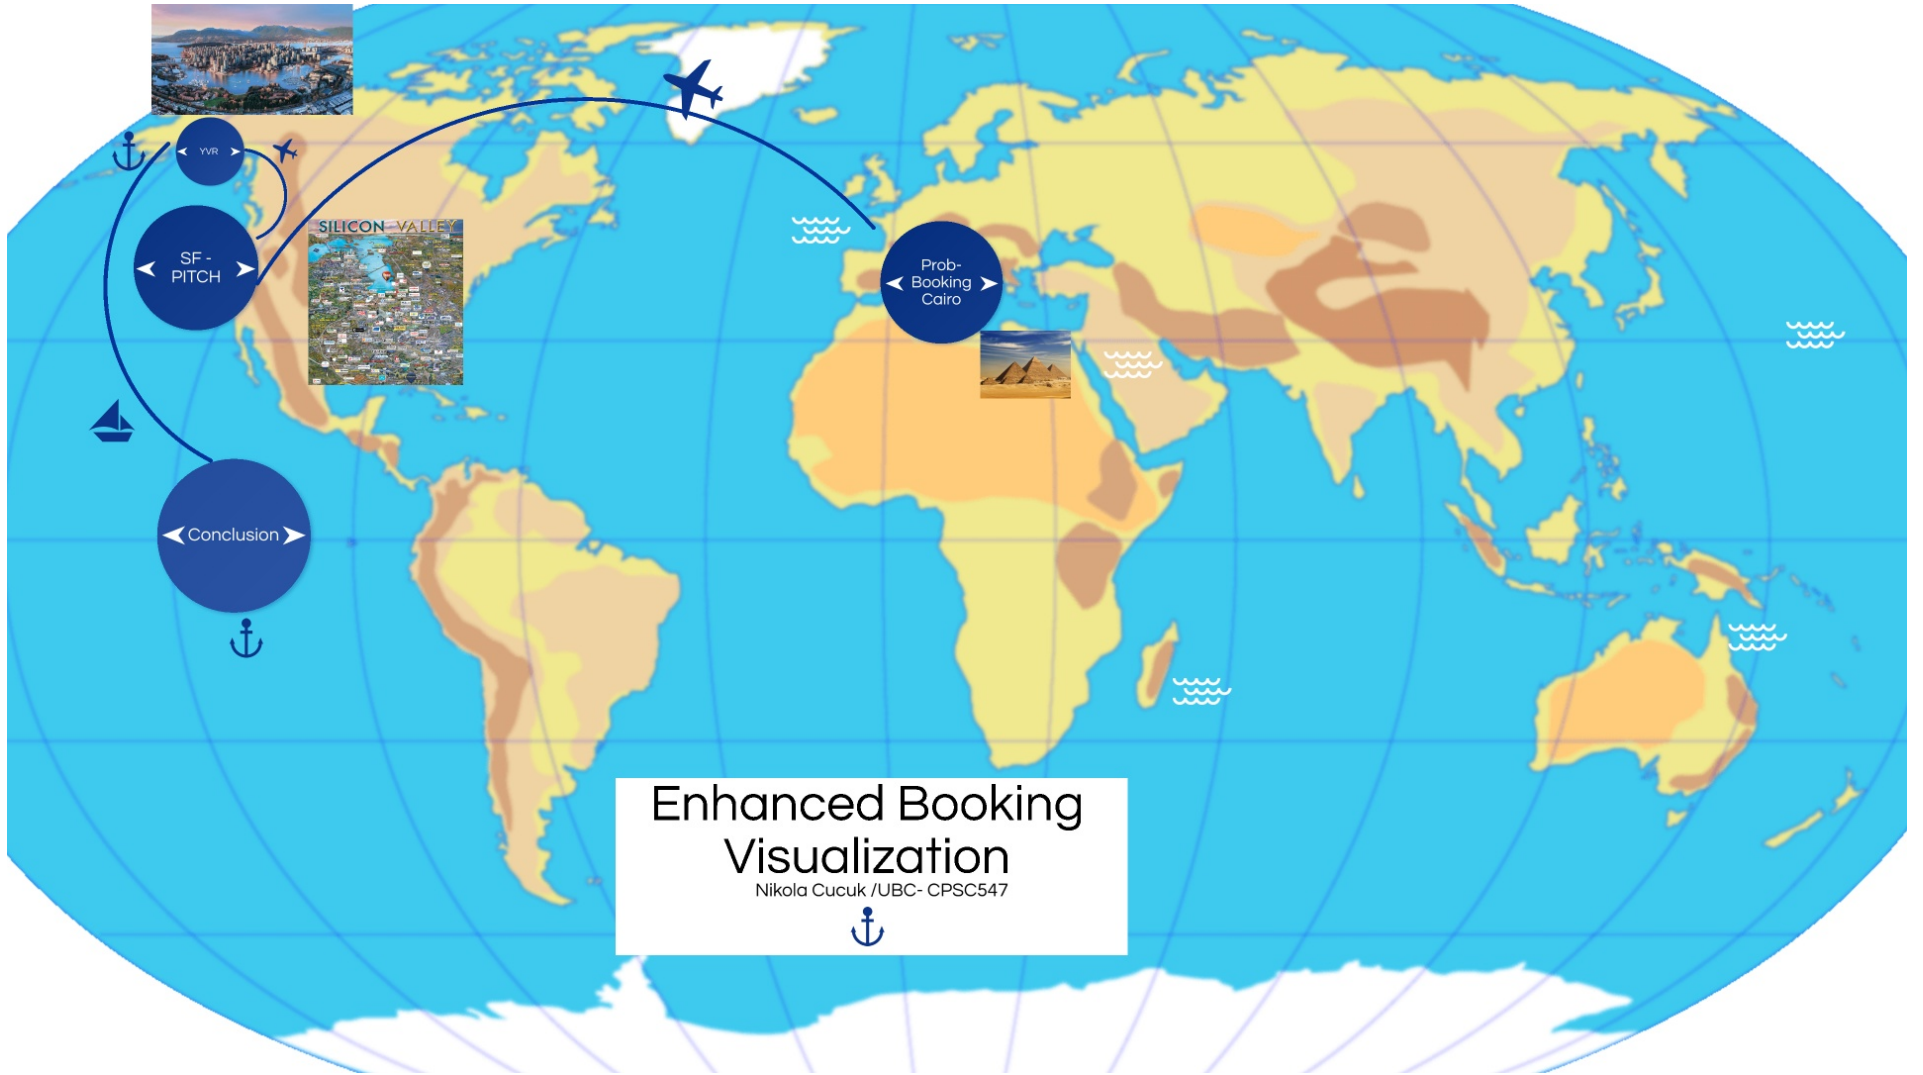 YVR
SF -
PITCH
SILICON VALLEY
Prob-
Booking
Cairo
Conclusion
Enhanced Booking
Visualization
Nikola Cucuk /UBC- CPSC547